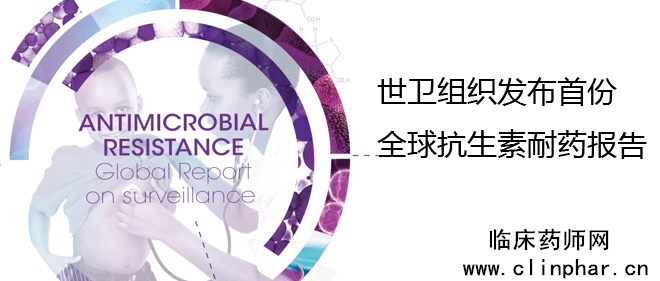 ANTIMICROBIAL
RESISTANCE
Global Report
on surveillance
世卫组织发布首份
全球抗生素耐药报告
临床药师网
www.clinphar.cn